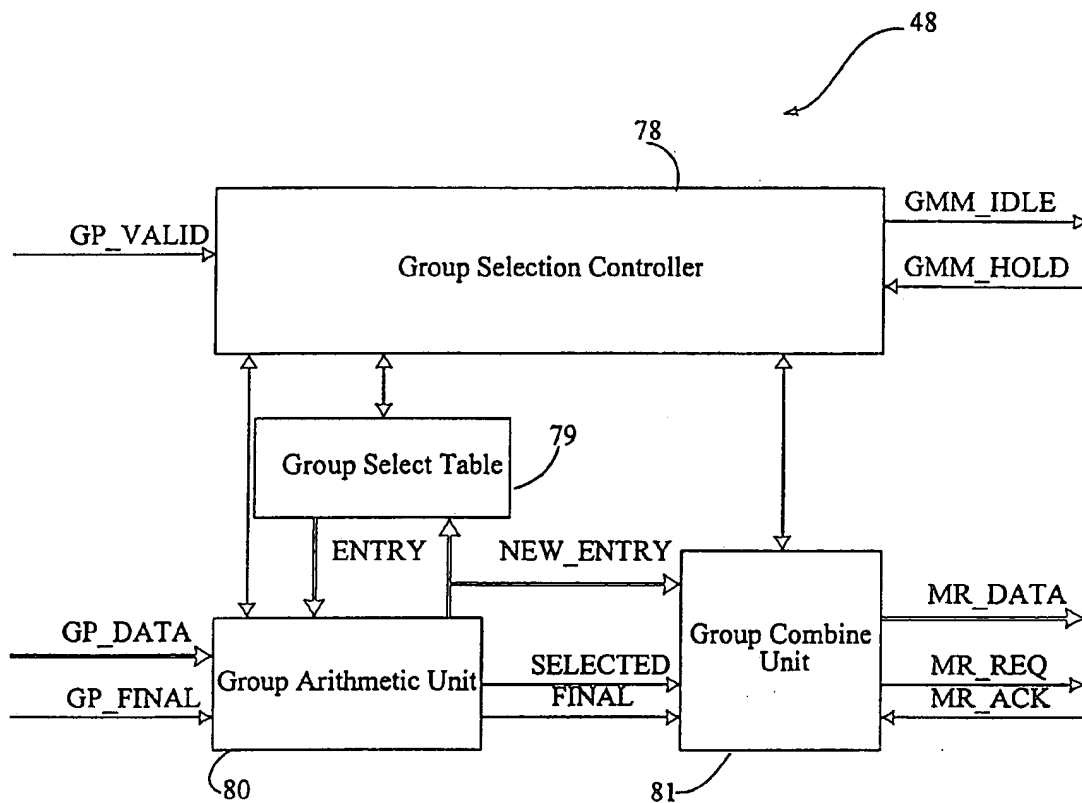 48
78
GP_VALID
Group Selection Controller
GMM_IDLE
GMM_HOLD
Group Select Table
79
ENTRY
NEW_ENTRY
GP_DATA
GP_FINAL
Group Arithmetic Unit
SELECTED
FINAL
Group Combine
Unit
MR_DATA
MR_REQ
MR_ACK
80
81